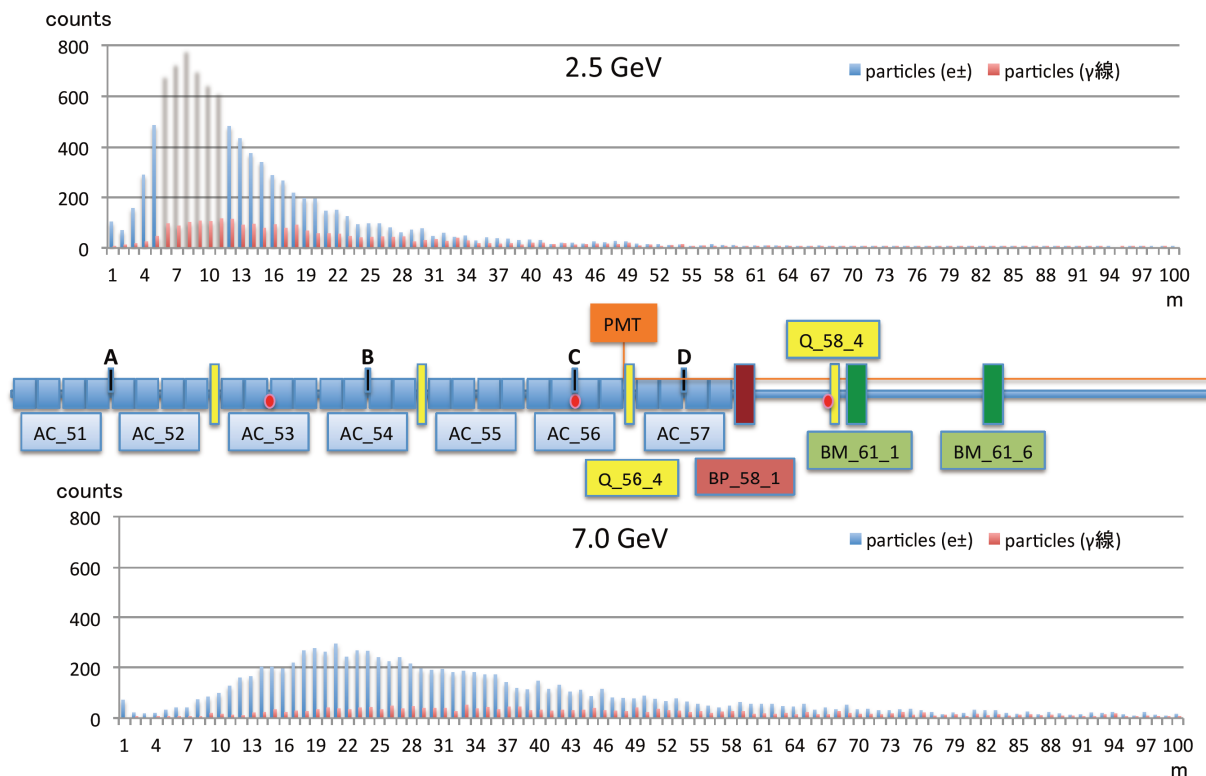 counts
2.5 GeV
particles (e±) particles (γ線)
800
600
400
200
0
1 4 7 10 13 16 19 22 25 28 31 34 37 40 43 46 49 52 55 58 61 64 67 70 73 76 79 82 85 88 91 94 97 100
m
PMT
Q_58_4
A B C D
AC_51 AC_52 AC_53 AC_54 AC_55 AC_56 AC_57
BM_61_1 BM_61_6
Q_56_4 BP_58_1
counts
7.0 GeV
particles (e±) particles (γ線)
800
600
400
200
0
1 4 7 10 13 16 19 22 25 28 31 34 37 40 43 46 49 52 55 58 61 64 67 70 73 76 79 82 85 88 91 94 97 100
m